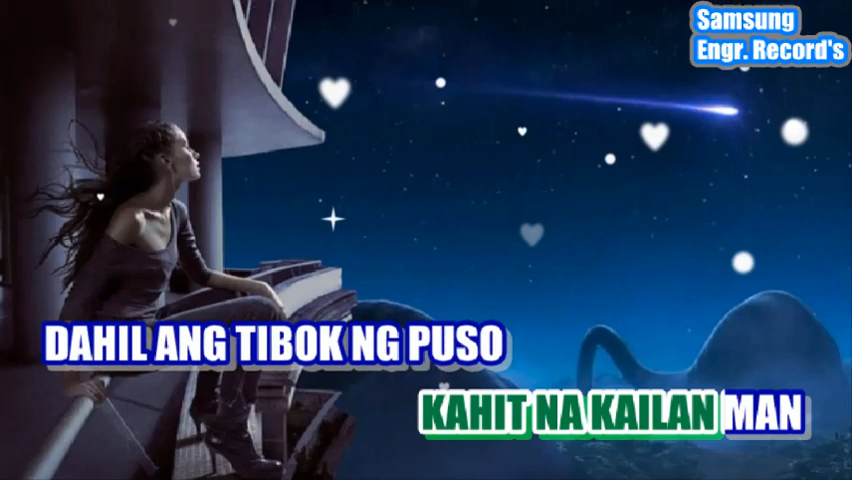 Samsung
Engr. Record's
DAHIL ANG TIBOK NG PUSO
KAHIT NA KAILAN MAN